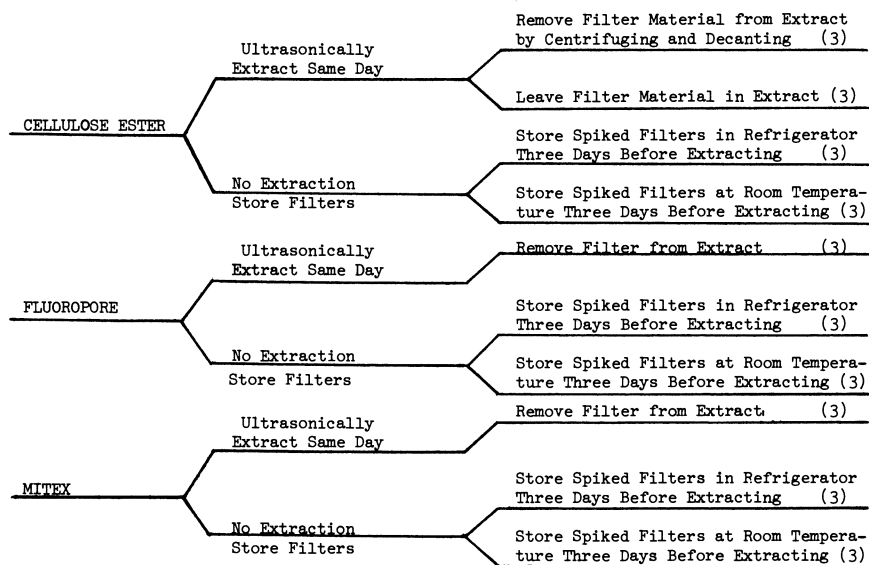 Remove Filter Material from Extract
by Centrifuging and Decanting (3)
Ultrasonically
Extract Same Day
Leave Filter Material in Extract (3)
CELLULOSE ESTER
Store Spiked Filters in Refrigerator
Three Days Before Extracting (3)
No Extraction
Store Filters
Store Spiked Filters at Room Tempera-
ture Three Days Before Extracting (3)
Ultrasonically
Extract Same Day
Remove Filter from Extract (3)
FLUOROPORE
Store Spiked Filters in Refrigerator
Three Days Before Extracting (3)
No Extraction
Store Filters
Store Spiked Filters at Room Tempera-
ture Three Days Before Extracting (3)
Ultrasonically
Extract Same Day
Remove Filter from Extract (3)
MITEX
Store Spiked Filters in Refrigerator
Three Days Before Extracting (3)
No Extraction
Store Filters
Store Spiked Filters at Room Tempera-
ture Three Days Before Extracting (3)